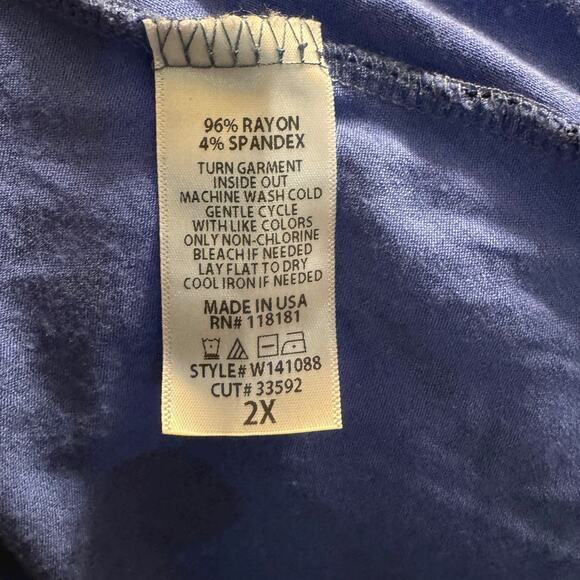 96% RAYON
4% SPANDEX
TURN GARMENT
INSIDE OUT
MACHINE WASH COLD
GENTLE CYCLE
WITH LIKE COLORS
ONLY NON-CHLORINE
BLEACH IF NEEDED
LAY FLAT TO DRY
COOL IRON IF NEEDED
MADE IN USA
RN# 118181
STYLE# W141088
CUT# 33592
2X